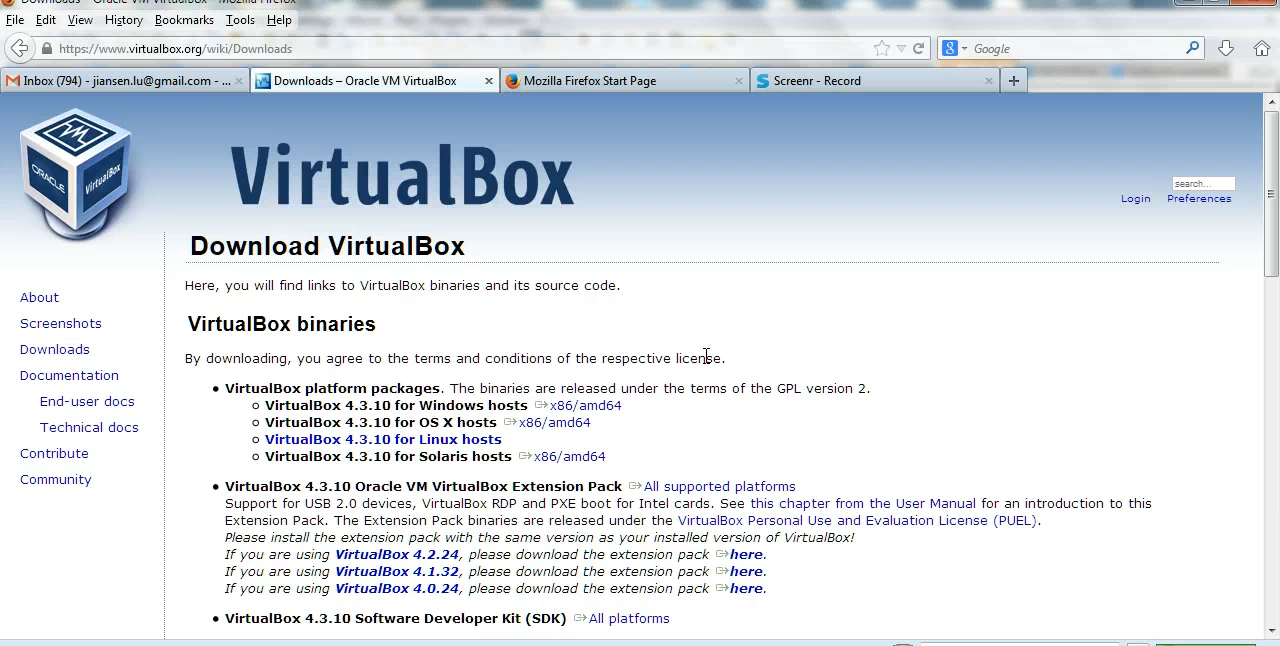 Downloads – Oracle VM VirtualBox - Mozilla Firefox
File Edit View History Bookmarks Tools Help
https://www.virtualbox.org/wiki/Downloads
8 Google
Inbox (794) - jiansen.lu@gmail.com - ... Downloads – Oracle VM VirtualBox Mozilla Firefox Start Page Screenr - Record
ORACLE VirtualBox
VirtualBox
search...
Login Preferences
Download VirtualBox
Here, you will find links to VirtualBox binaries and its source code.
About
Screenshots
Downloads
Documentation
End-user docs
Technical docs
Contribute
Community
VirtualBox binaries
By downloading, you agree to the terms and conditions of the respective license.
VirtualBox platform packages. The binaries are released under the terms of the GPL version 2.
VirtualBox 4.3.10 for Windows hosts x86/amd64
VirtualBox 4.3.10 for OS X hosts x86/amd64
VirtualBox 4.3.10 for Linux hosts
VirtualBox 4.3.10 for Solaris hosts x86/amd64
VirtualBox 4.3.10 Oracle VM VirtualBox Extension Pack All supported platforms
Support for USB 2.0 devices, VirtualBox RDP and PXE boot for Intel cards. See this chapter from the User Manual for an introduction to this
Extension Pack. The Extension Pack binaries are released under the VirtualBox Personal Use and Evaluation License (PUEL).
Please install the extension pack with the same version as your installed version of VirtualBox!
If you are using VirtualBox 4.2.24, please download the extension pack here.
If you are using VirtualBox 4.1.32, please download the extension pack here.
If you are using VirtualBox 4.0.24, please download the extension pack here.
VirtualBox 4.3.10 Software Developer Kit (SDK) All platforms